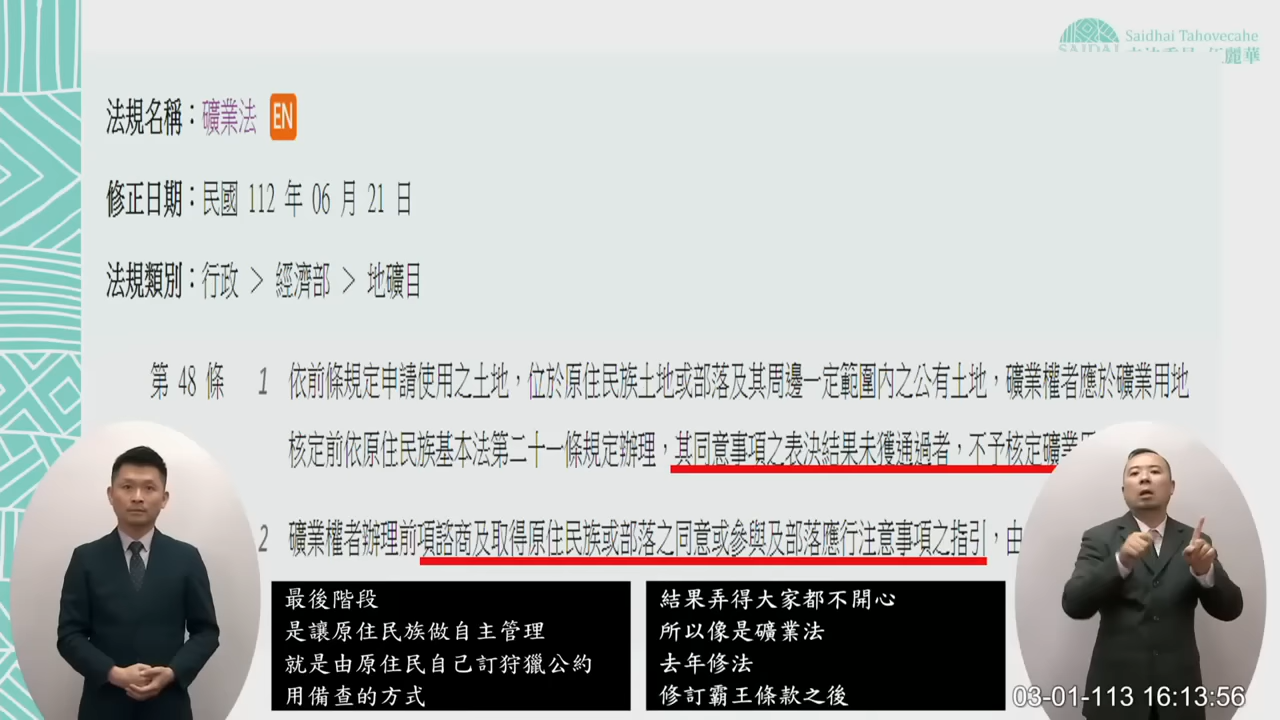 Saidhai Tahovecahe
SAIDAI
麗華
法規名稱：礦業法 EN
修正日期：民國 112 年 06 月 21 日
法規類別：行政 > 經濟部 > 地礦目
第 48 條 1 依前條規定申請使用之土地，位於原住民族土地或部落及其周邊一定範圍內之公有土地，礦業權者應於礦業用地
核定前依原住民族基本法第二十一條規定辦理，其同意事項之表決結果未獲通過者，不予核定礦業
2 礦業權者辦理前項諮商及取得原住民族或部落之同意或參與及部落應行注意事項之指引，由
最後階段
是讓原住民族做自主管理
就是由原住民自己訂狩獵公約
用備查的方式
結果弄得大家都不開心
所以像是礦業法
去年修法
修訂霸王條款之後
03-01-113 16:13:56